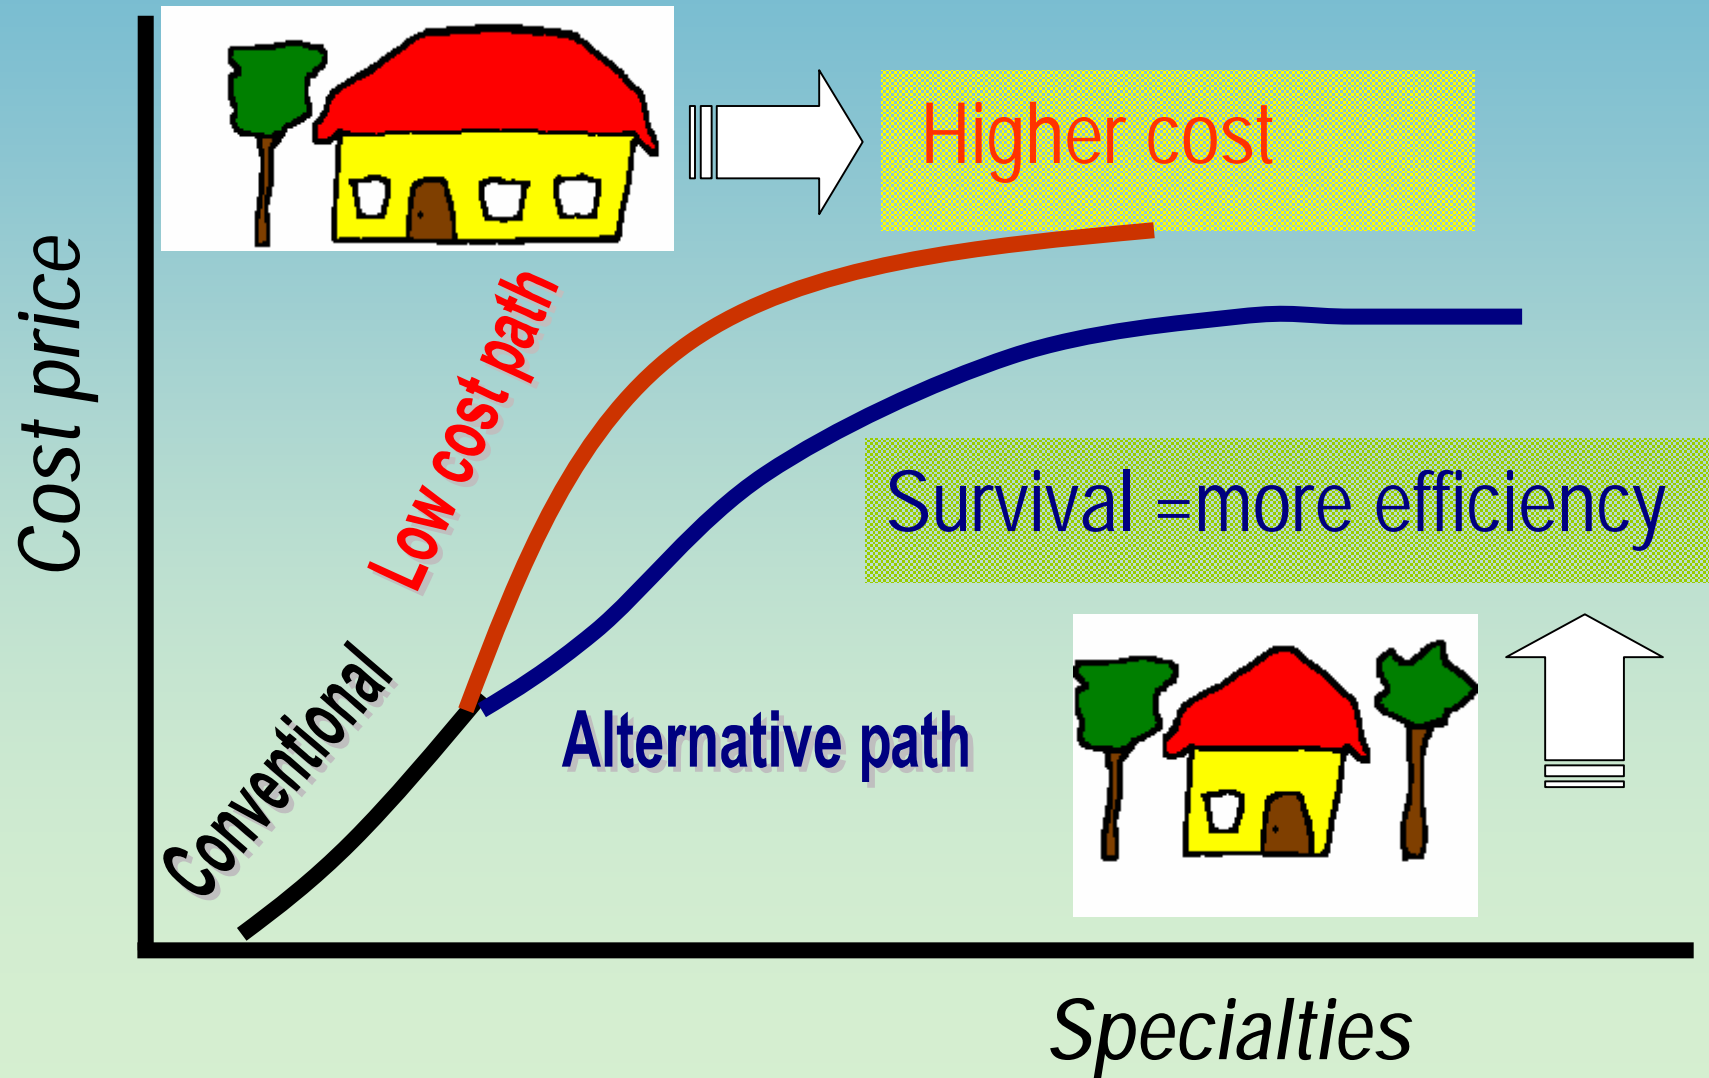 Higher cost
Cost price
Low cost path
Survival =more efficiency
Conventional
Alternative path
Specialties